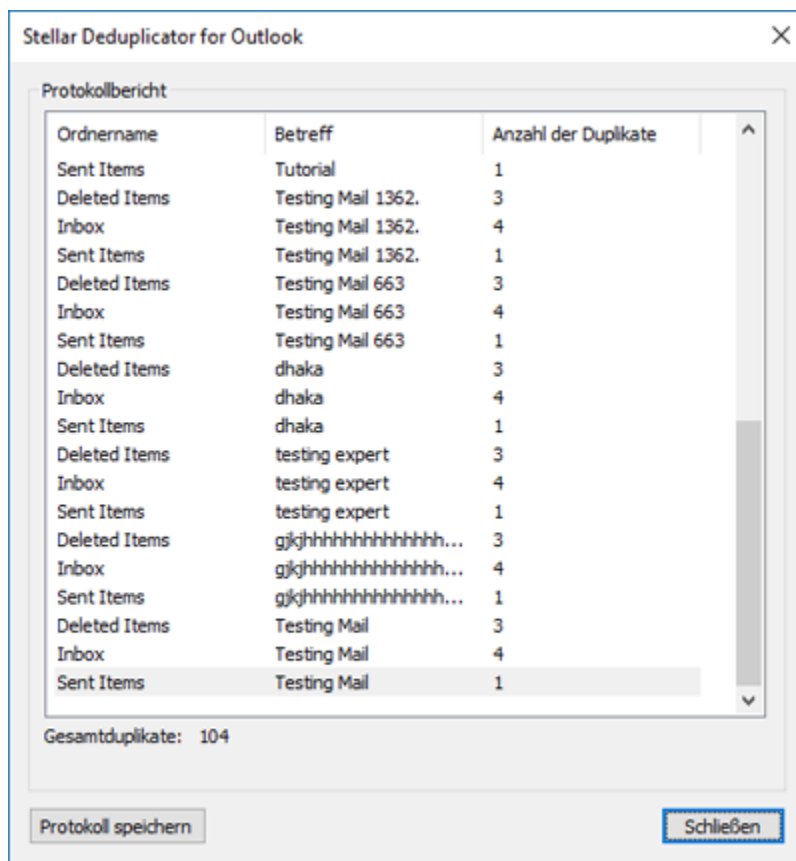 Stellar Deduplicator for Outlook
Protokollbericht
Ordnername Betreff Anzahl der Duplikate
Sent Items Tutorial 1
Deleted Items Testing Mail 1362. 3
Inbox Testing Mail 1362. 4
Sent Items Testing Mail 1362. 1
Deleted Items Testing Mail 663 3
Inbox Testing Mail 663 4
Sent Items Testing Mail 663 1
Deleted Items dhaka 3
Inbox dhaka 4
Sent Items dhaka 1
Deleted Items testing expert 3
Inbox testing expert 4
Sent Items testing expert 1
Deleted Items gjkjhhhhhhhhhhhhhh... 3
Inbox gjkjhhhhhhhhhhhhhh... 4
Sent Items gjkjhhhhhhhhhhhhhh... 1
Deleted Items Testing Mail 3
Inbox Testing Mail 4
Sent Items Testing Mail 1
Gesamtduplikate: 104
Protokoll speichern Schließen